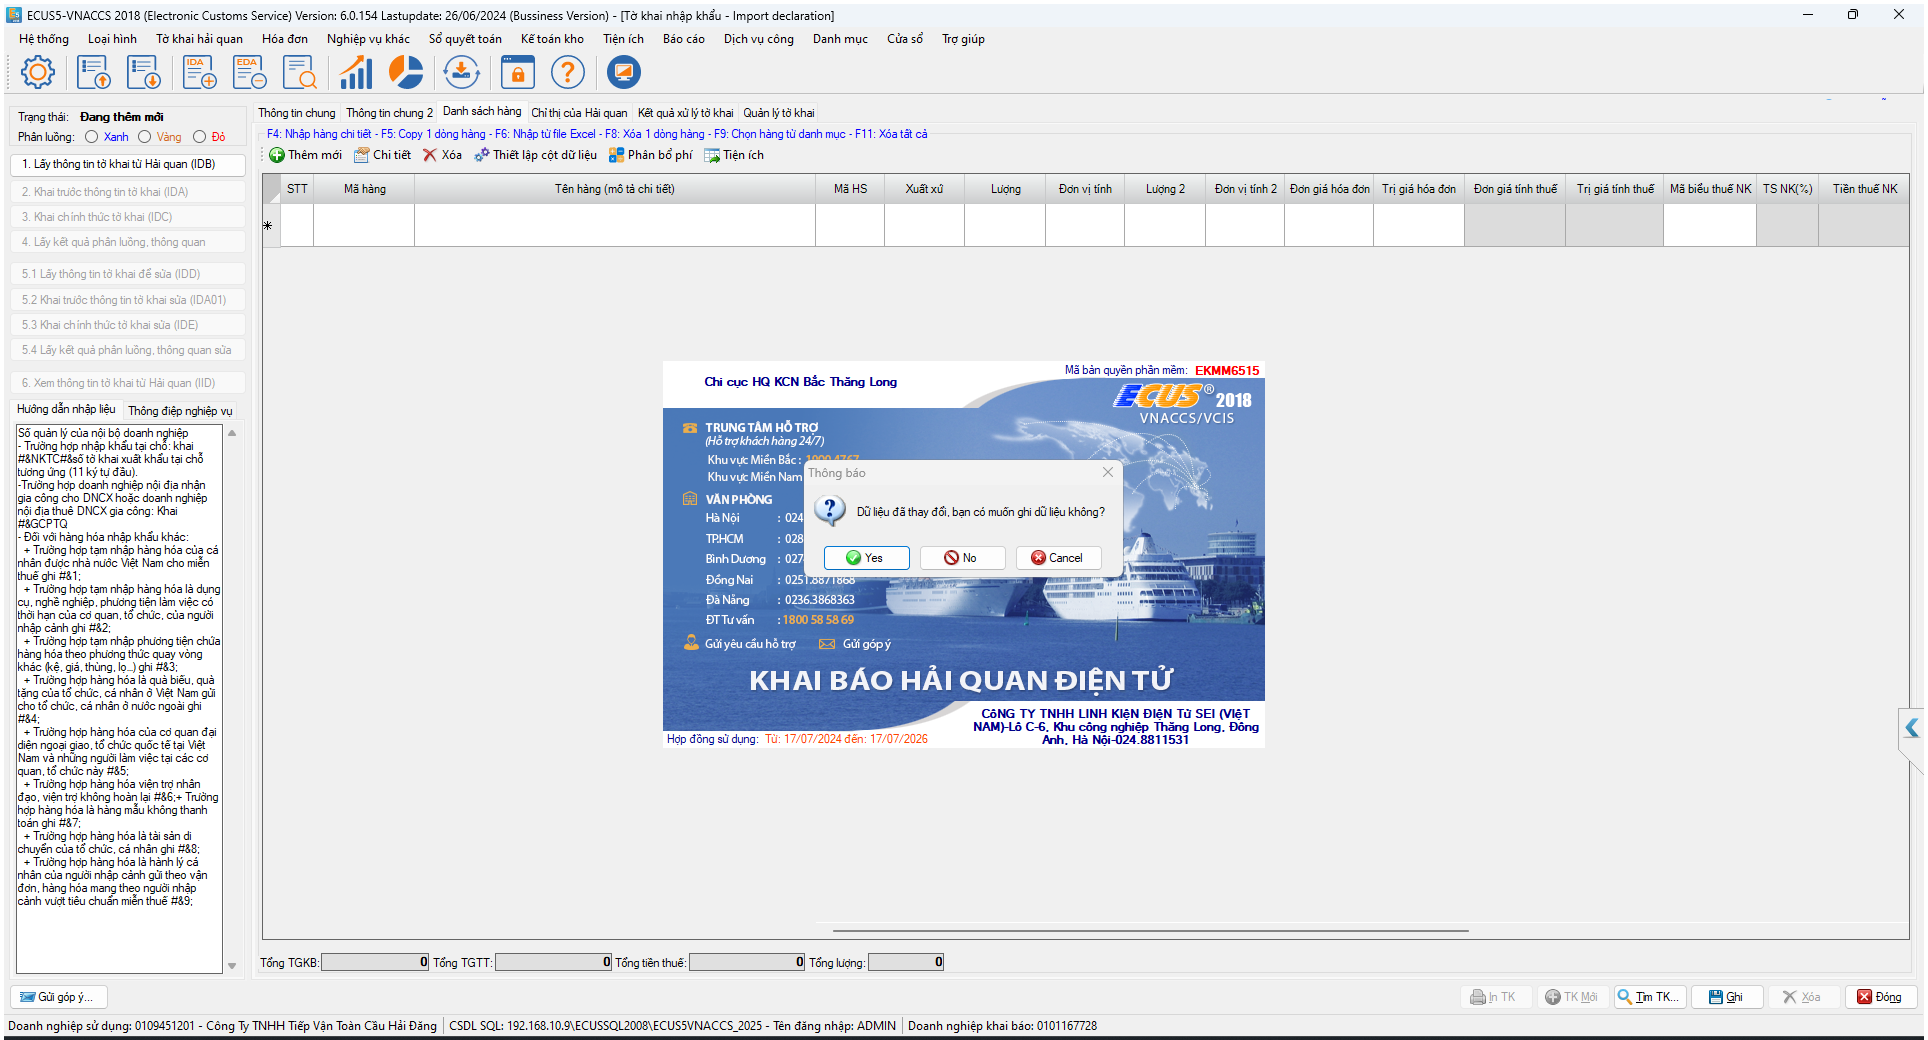 ECUS5-VNACCS 2018 (Electronic Customs Service) Version: 6.0.154 Lastupdate: 26/06/2024 (Bussiness Version) - [Tờ khai nhập khẩu - Import declaration]
Hệ thống Loại hình Tờ khai hải quan Hóa đơn Nghiệp vụ khác Sổ quyết toán Kế toán kho Tiện ích Báo cáo Dịch vụ công Danh mục Cửa sổ Trợ giúp
IDA EDA
Trạng thái: Đang thêm mới
Phân luồng: Xanh Vàng Đỏ
1. Lấy thông tin tờ khai từ Hải quan (IDB)
2. Khai trước thông tin tờ khai (IDA)
3. Khai chính thức tờ khai (IDC)
4. Lấy kết quả phân luồng, thông quan
5.1 Lấy thông tin tờ khai để sửa (IDD)
5.2 Khai trước thông tin tờ khai sửa (IDA01)
5.3 Khai chính thức tờ khai sửa (IDE)
5.4 Lấy kết quả phân luồng, thông quan sửa
6. Xem thông tin tờ khai từ Hải quan (IID)
Hướng dẫn nhập liệu Thông điệp nghiệp vụ
Số quản lý của nội bộ doanh nghiệp
- Trường hợp nhập khẩu tại chỗ: khai
#&NKTC#&số tờ khai xuất khẩu tại chỗ
tương ứng (11 ký tự đầu).
-Trường hợp doanh nghiệp nội địa nhận
gia công cho DNCX hoặc doanh nghiệp
nội địa thuê DNCX gia công: Khai
#&GCPTQ
- Đối với hàng hóa nhập khẩu khác:
+ Trường hợp tạm nhập hàng hóa của cá
nhân được nhà nước Việt Nam cho miễn
thuế ghi #&1;
+ Trường hợp tạm nhập hàng hóa là dụng
cụ, nghề nghiệp, phương tiện làm việc có
thời hạn của cơ quan, tổ chức, của người
nhập cảnh ghi #&2;
+ Trường hợp tạm nhập phương tiện chứa
hàng hóa theo phương thức quay vòng
khác (kệ, giá, thùng, lọ...) ghi #&3;
+ Trường hợp hàng hóa là quà biếu, quà
tặng của tổ chức, cá nhân ở Việt Nam gửi
cho tổ chức, cá nhân ở nước ngoài ghi
#&4;
+ Trường hợp hàng hóa của cơ quan đại
diện ngoại giao, tổ chức quốc tế tại Việt
Nam và những người làm việc tại các cơ
quan, tổ chức này #&5;
+ Trường hợp hàng hóa viện trợ nhân
đạo, viện trợ không hoàn lại #&6;+ Trường
hợp hàng hóa là hàng mẫu không thanh
toán ghi #&7;
+ Trường hợp hàng hóa là tài sản di
chuyển của tổ chức, cá nhân ghi #&8;
+ Trường hợp hàng hóa là hành lý cá
nhân của người nhập cảnh gửi theo vận
đơn, hàng hóa mang theo người nhập
cảnh vượt tiêu chuẩn miễn thuế #&9;
Thông tin chung Thông tin chung 2 Danh sách hàng Chỉ thị của Hải quan Kết quả xử lý tờ khai Quản lý tờ khai
F4: Nhập hàng chi tiết - F5: Copy 1 dòng hàng - F6: Nhập từ file Excel - F8: Xóa 1 dòng hàng - F9: Chọn hàng từ danh mục - F11: Xóa tất cả
Thêm mới Chi tiết Xóa Thiết lập cột dữ liệu Phân bổ phí Tiện ích
STT Mã hàng Tên hàng (mô tả chi tiết) Mã HS Xuất xứ Lượng Đơn vị tính Lượng 2 Đơn vị tính 2 Đơn giá hóa đơn Trị giá hóa đơn Đơn giá tính thuế Trị giá tính thuế Mã biểu thuế NK TS NK(%) Tiền thuế NK
Mã bản quyền phần mềm: EKMM6515
Chi cục HQ KCN Bắc Thăng Long
ECUS® 2018
VNACCS/VCIS
TRUNG TÂM HỖ TRỢ
(Hỗ trợ khách hàng 24/7)
Khu vực Miền Bắc : 1900 4767
Khu vực Miền Nam
VĂN PHÒNG
Hà Nội : 024
TP.HCM : 028
Bình Dương : 027
Đồng Nai : 0251.8871868
Đà Nẵng : 0236.3868363
ĐT Tư vấn : 1800 58 58 69
Gửi yêu cầu hỗ trợ Gửi góp ý
KHAI BÁO HẢI QUAN ĐIỆN TỬ
CôNG TY TNHH LINH KIệN ĐIệN Tử SEI (VIệT
NAM)-Lô C-6, Khu công nghiệp Thăng Long, Đông
Anh, Hà Nội-024.8811531
Hợp đồng sử dụng: Từ: 17/07/2024 đến: 17/07/2026
Thông báo
Dữ liệu đã thay đổi, bạn có muốn ghi dữ liệu không?
Yes No Cancel
Tổng TGKB: 0 Tổng TGTT: 0 Tổng tiền thuế: 0 Tổng lượng: 0
Gửi góp ý... In TK TK Mới Tìm TK... Ghi Xóa Đóng
Doanh nghiệp sử dụng: 0109451201 - Công Ty TNHH Tiếp Vận Toàn Cầu Hải Đăng CSDL SQL: 192.168.10.9\ECUSSQL2008\ECUS5VNACCS_2025 - Tên đăng nhập: ADMIN Doanh nghiệp khai báo: 0101167728